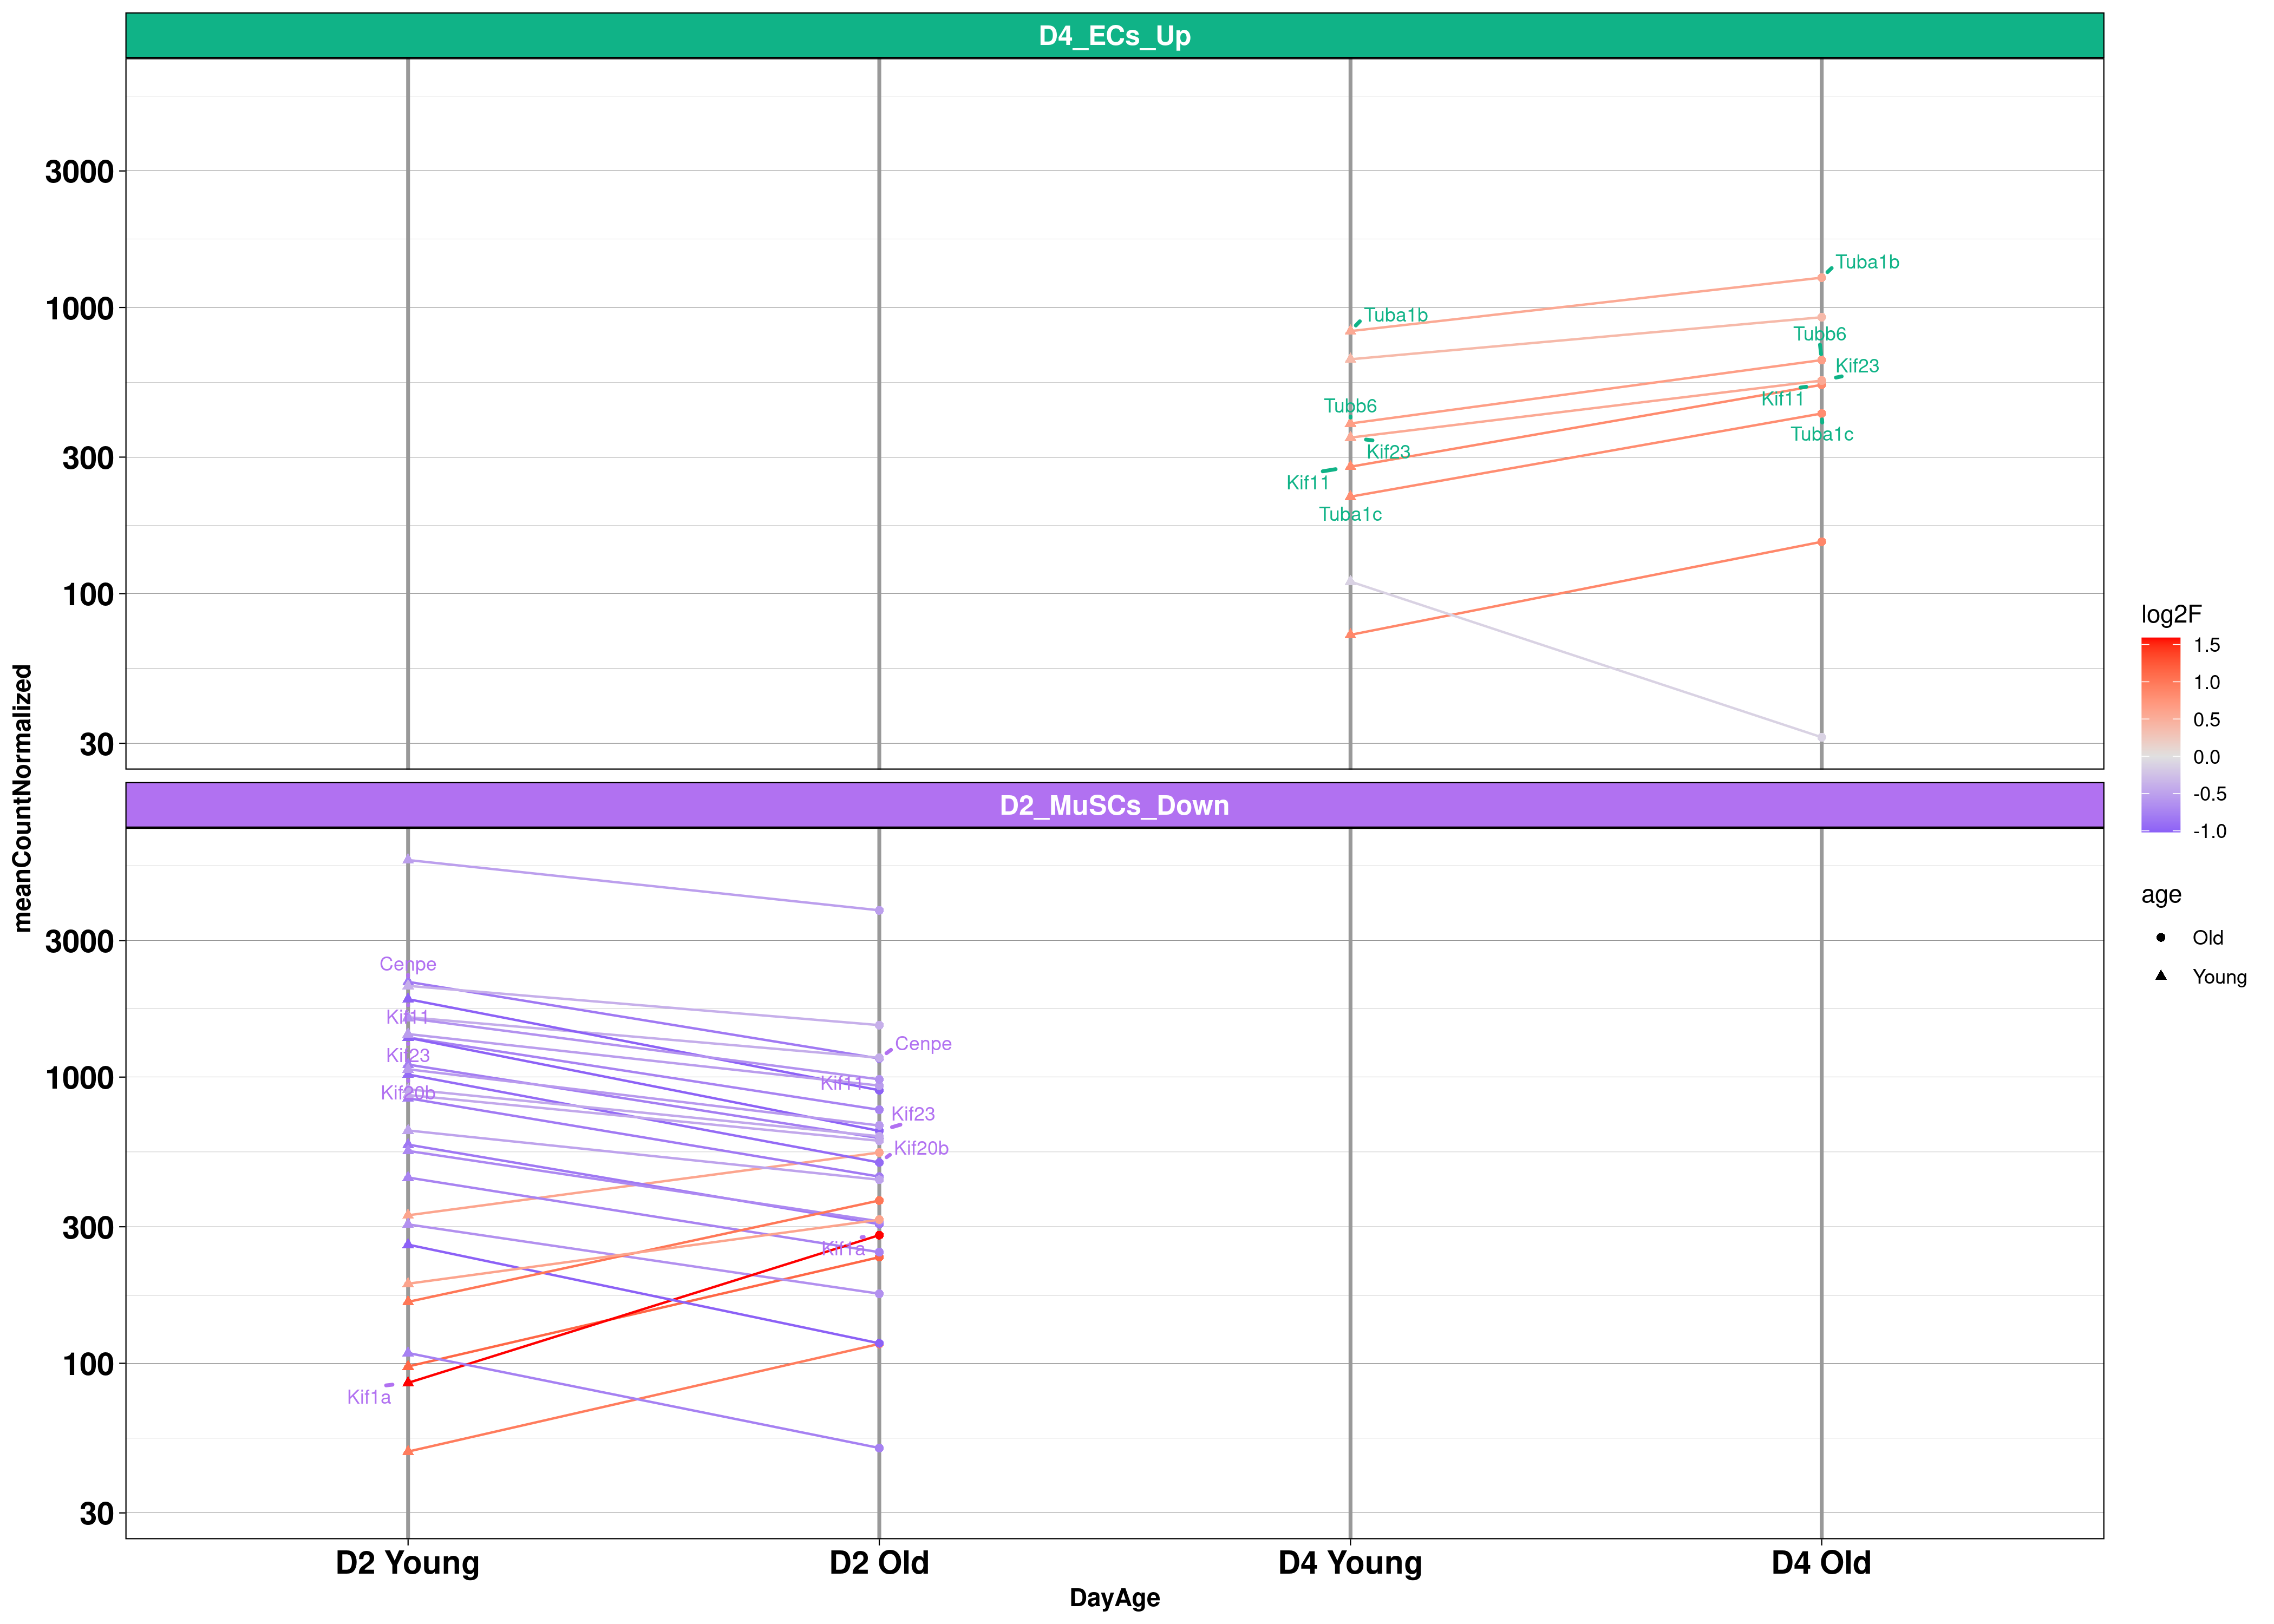 D4_ECs_Up
3000
1000
300
100
30
Tuba1b
Tuba1b
Tubb6
Kif23
Tubb6
Kif11
Tuba1c
Kif23
Kif11
Tuba1c
meanCountNormalized
D2_MuSCs_Down
3000
1000
300
100
30
Cenpe
Kif11
Cenpe
Kif23
Kif11
Kif20b
Kif23
Kif20b
Kif1a
Kif1a
D2 Young
D2 Old
D4 Young
D4 Old
DayAge
log2F
1.5
1.0
0.5
0.0
-0.5
-1.0
age
Old
Young